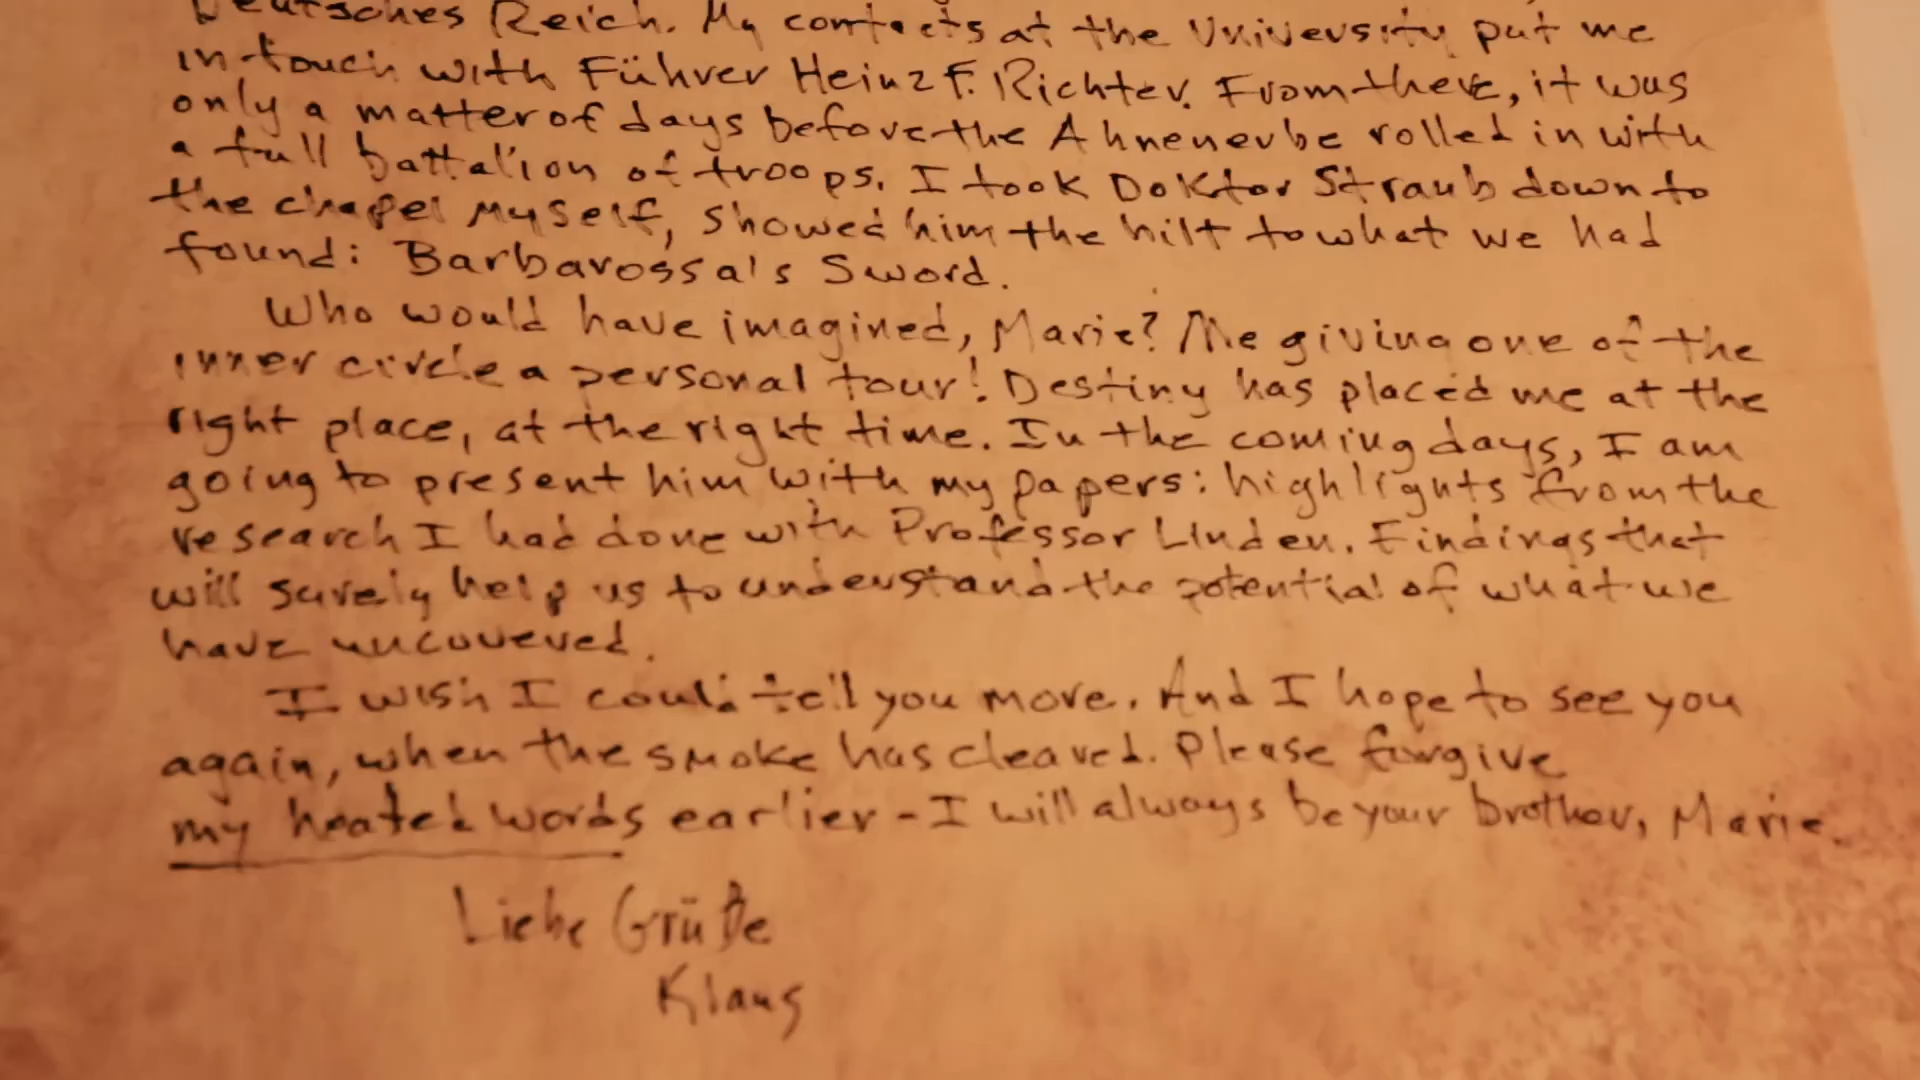 Deutsches Reich. My contacts at the University put me
in touch with Führer Heinz F. Richter. From there, it was
only a matter of days before the Ahnenerbe rolled in with
a full battalion of troops. I took Doktor Straub down to
the chapel myself, showed him the hilt to what we had
found: Barbarossa's Sword.
Who would have imagined, Marie? Me giving one of the
inner circle a personal tour! Destiny has placed me at the
right place, at the right time. In the coming days, I am
going to present him with my papers: highlights from the
research I had done with Professor Linden. Findings that
will surely help us to understand the potential of what we
have uncovered.
I wish I could tell you more. And I hope to see you
again, when the smoke has cleared. Please forgive
my heated words earlier - I will always be your brother, Marie.
Liebe Grüße
Klaus